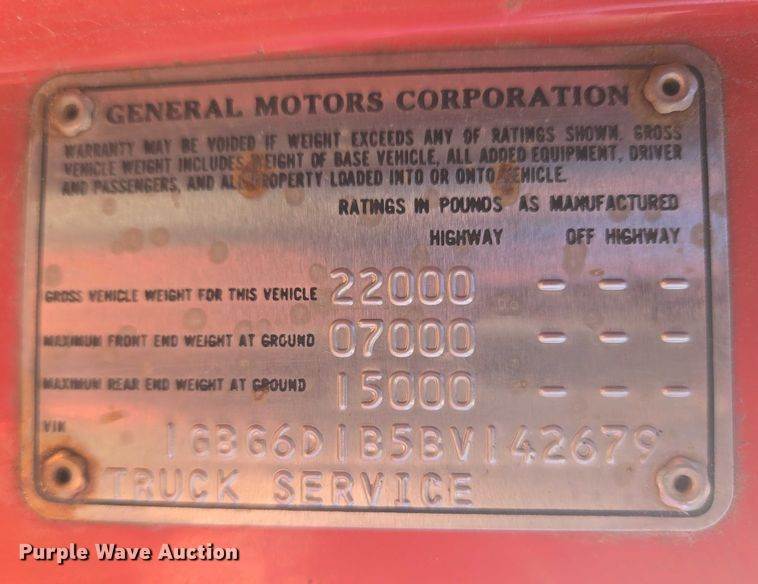 GENERAL MOTORS CORPORATION
WARRANTY MAY BE VOIDED IF WEIGHT EXCEEDS ANY OF RATINGS SHOWN. GROSS
VEHICLE WEIGHT INCLUDES WEIGHT OF BASE VEHICLE, ALL ADDED EQUIPMENT, DRIVER
AND PASSENGERS, AND ALL PROPERTY LOADED INTO OR ONTO VEHICLE.
RATINGS IN POUNDS AS MANUFACTURED
HIGHWAY OFF HIGHWAY
GROSS VEHICLE WEIGHT FOR THIS VEHICLE 22000 - - -
MAXIMUM FRONT END WEIGHT AT GROUND 07000 - - -
MAXIMUM REAR END WEIGHT AT GROUND 15000 - - -
VIN 1GBG6D1B5BV142679
TRUCK SERVICE
Purple Wave Auction